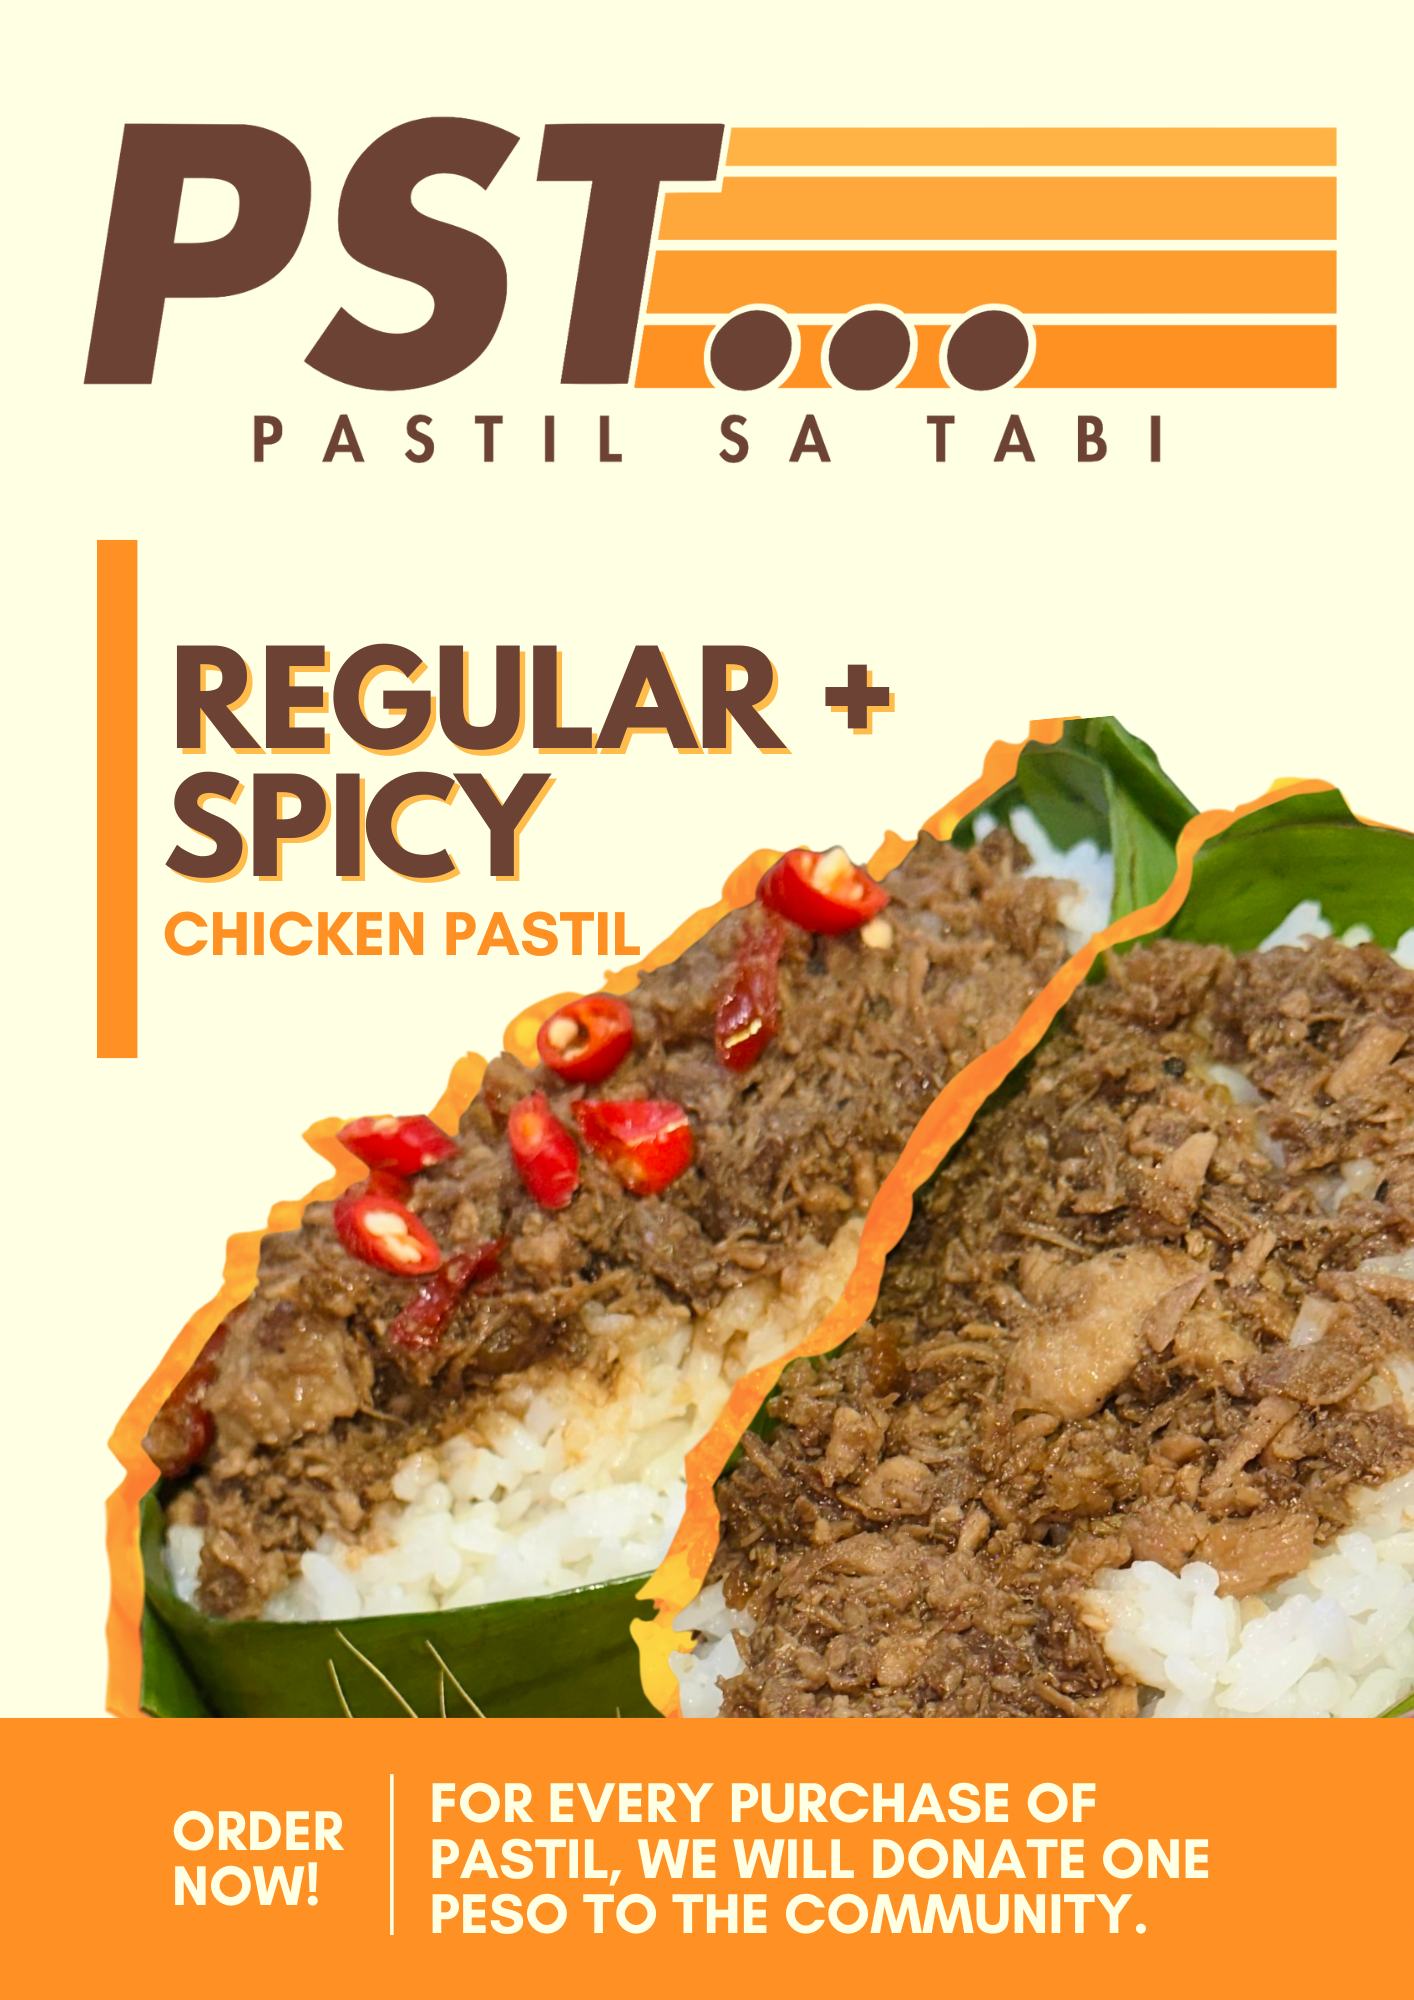 PST...
PASTIL SA TABI
REGULAR +
SPICY
CHICKEN PASTIL
ORDER
NOW!
FOR EVERY PURCHASE OF
PASTIL, WE WILL DONATE ONE
PESO TO THE COMMUNITY.